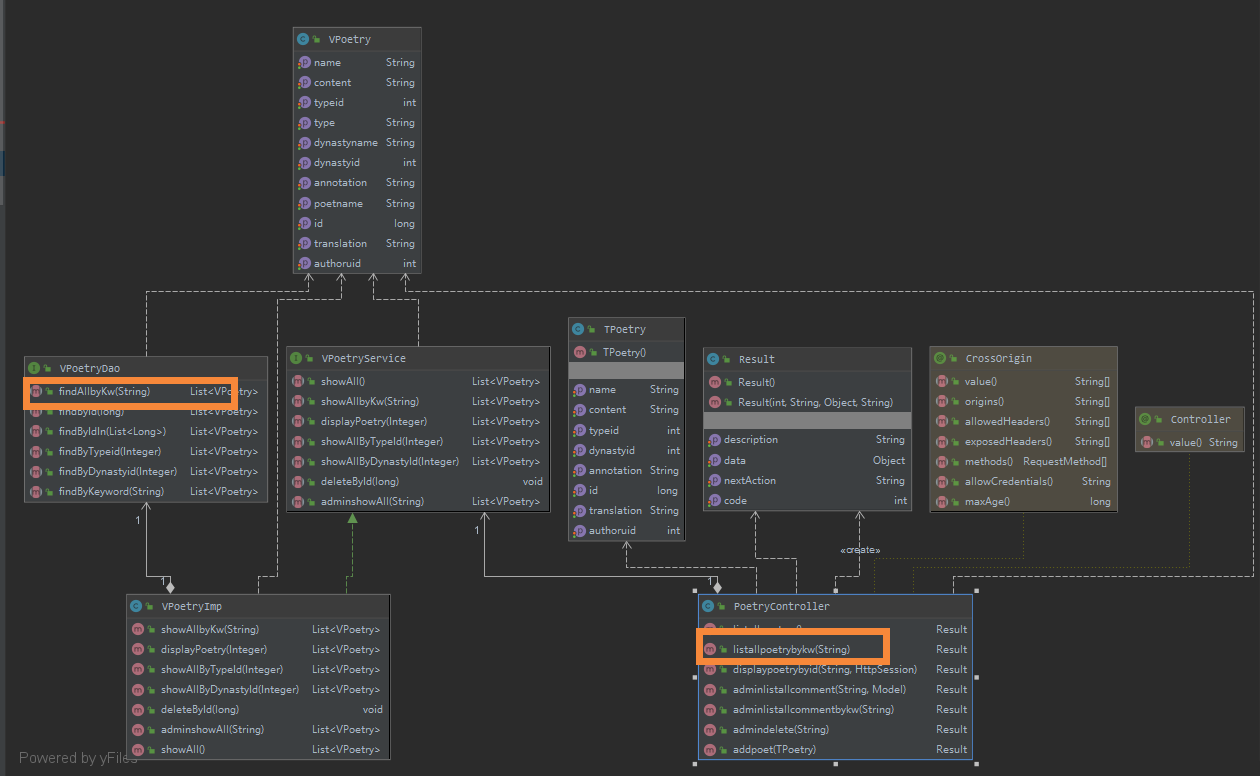 VPoetry
name String
content String
typeid int
type String
dynastyname String
dynastyid int
annotation String
poetname String
id long
translation String
authoruid int
VPoetryDao
findAllbyKw(String) List<VPoetry>
findById(long) List<VPoetry>
findByIdIn(List<Long>) List<VPoetry>
findByTypeid(Integer) List<VPoetry>
findByDynastyid(Integer) List<VPoetry>
findByKeyword(String) List<VPoetry>
VPoetryService
showAll() List<VPoetry>
showAllbyKw(String) List<VPoetry>
displayPoetry(Integer) List<VPoetry>
showAllByTypeId(Integer) List<VPoetry>
showAllByDynastyId(Integer) List<VPoetry>
deleteById(long) void
adminshowAll(String) List<VPoetry>
TPoetry
TPoetry()
name String
content String
typeid int
dynastyid int
annotation String
id long
translation String
authoruid int
Result
Result()
Result(int, String, Object, String)
description String
data Object
nextAction String
code int
CrossOrigin
value() String[]
origins() String[]
allowedHeaders() String[]
exposedHeaders() String[]
methods() RequestMethod[]
allowCredentials() String
maxAge() long
Controller
value() String
1
1
«create»
1
1
VPoetryImp
showAllbyKw(String) List<VPoetry>
displayPoetry(Integer) List<VPoetry>
showAllByTypeId(Integer) List<VPoetry>
showAllByDynastyId(Integer) List<VPoetry>
deleteById(long) void
adminshowAll(String) List<VPoetry>
showAll() List<VPoetry>
PoetryController
Result
listallpoetrybykw(String) Result
displaypoetrybyid(String, HttpSession) Result
adminlistallcomment(String, Model) Result
adminlistallcommentbykw(String) Result
admindelete(String) Result
addpoet(TPoetry) Result
Powered by yFiles